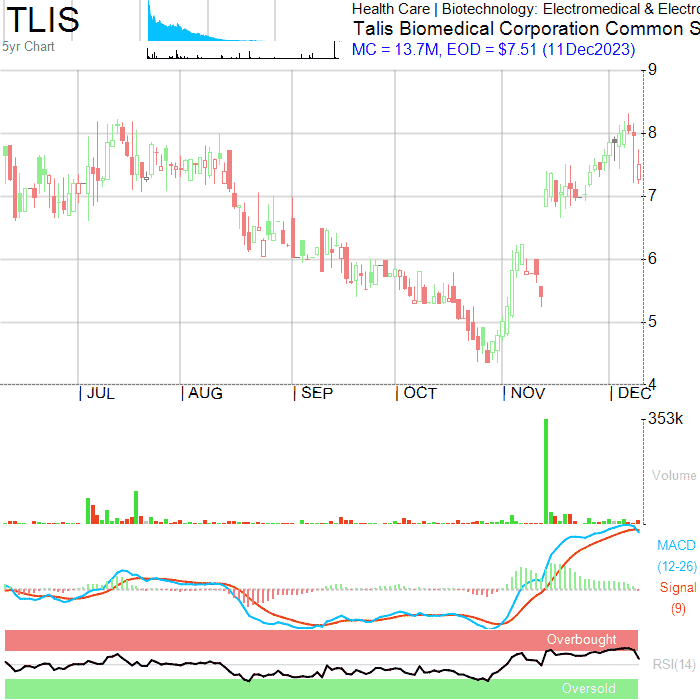 TLIS
5yr Chart
Health Care | Biotechnology: Electromedical & Electro
Talis Biomedical Corporation Common S
MC = 13.7M, EOD = $7.51 (11Dec2023)
9
8
7
6
5
4
| JUL | AUG | SEP | OCT | NOV | DEC
353k
Volume
MACD
(12-26)
Signal
(9)
Overbought
RSI(14)
Oversold